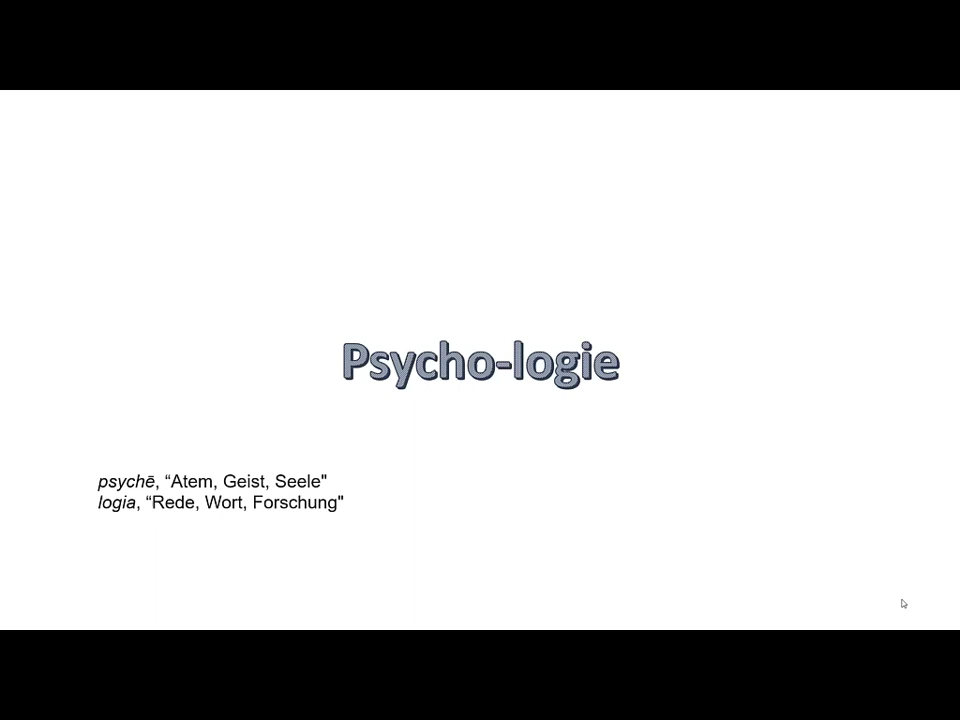 Psycho-logie
psychē, “Atem, Geist, Seele"
logia, “Rede, Wort, Forschung"